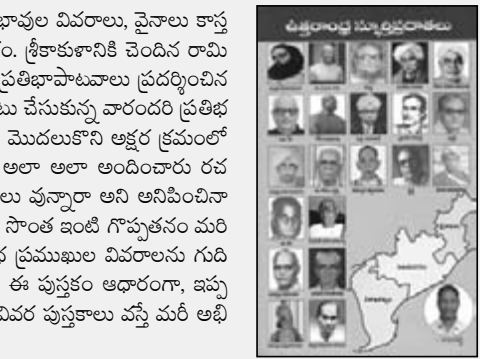 భావుల వివరాలు, వైనాలు కాస్త
ం. శ్రీకాకుళానికి చెందిన రామి
ప్రతిభాపాటవాలు ప్రదర్శించిన
టు చేసుకున్న వారందరి ప్రతిభ
మొదలుకొని అక్షర క్రమంలో
అలా అలా అందించారు రచ
లు వున్నారా అని అనిపించినా
సొంత ఇంటి గొప్పతనం మరి
ధ ప్రముఖుల వివరాలను గుది
ఈ పుస్తకం ఆధారంగా, ఇప్ప
వివర పుస్తకాలు వస్తే మరీ అభి
ఉత్తరాంధ్ర స్ఫూర్తిప్రదాతలు